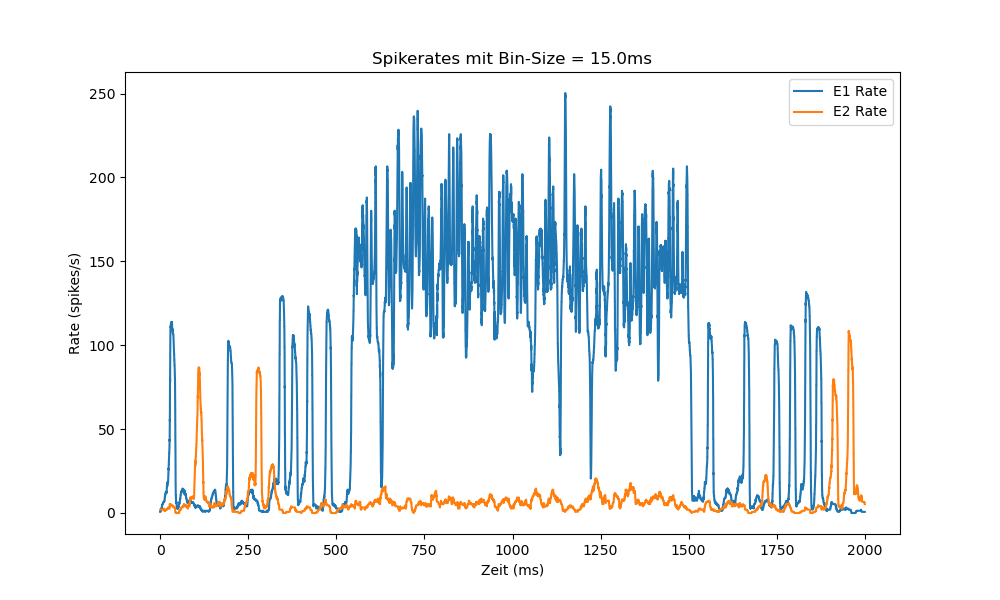 Spikerates mit Bin-Size = 15.0ms
E1 Rate
E2 Rate
250
200
150
100
50
0
Rate (spikes/s)
0 250 500 750 1000 1250 1500 1750 2000
Zeit (ms)